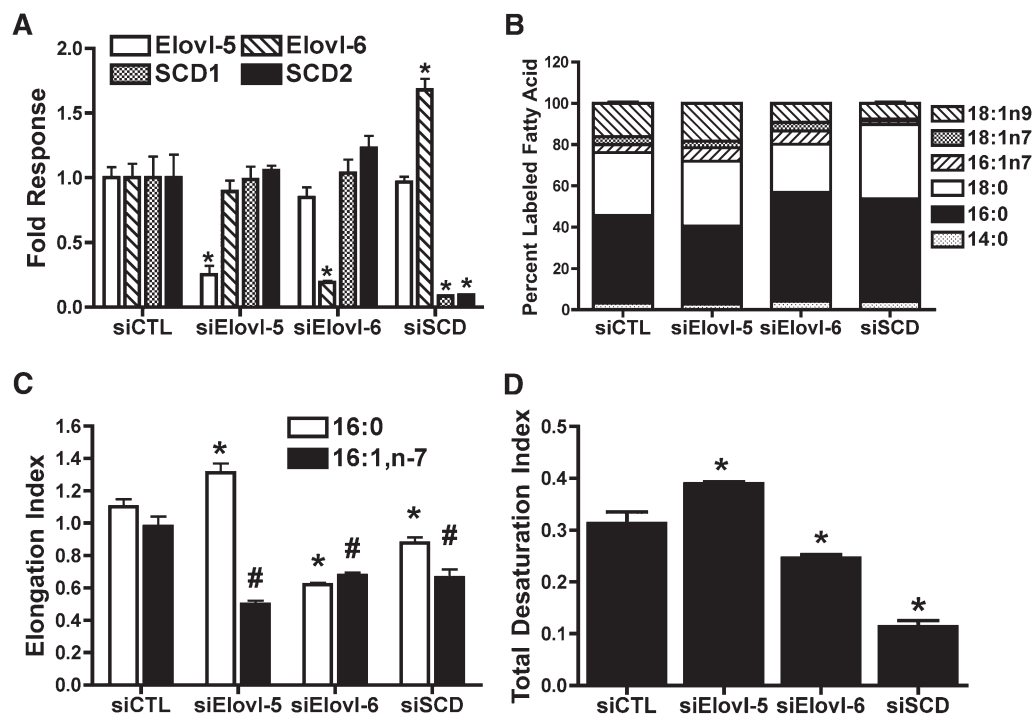 A
Fold Response
2.0
1.5
1.0
0.5
0.0
Elovl-5
Elovl-6
SCD1
SCD2
*
*
*
*
*
siCTL
siElovl-5
siElovl-6
siSCD
B
Percent Labeled Fatty Acid
120
100
80
60
40
20
0
siCTL
siElovl-5
siElovl-6
siSCD
18:1n9
18:1n7
16:1n7
18:0
16:0
14:0
C
Elongation Index
1.6
1.4
1.2
1.0
0.8
0.6
0.4
0.2
0.0
16:0
16:1,n-7
*
#
*
#
*
#
siCTL
siElovl-5
siElovl-6
siSCD
D
Total Desaturation Index
0.5
0.4
0.3
0.2
0.1
0.0
*
*
*
siCTL
siElovl-5
siElovl-6
siSCD